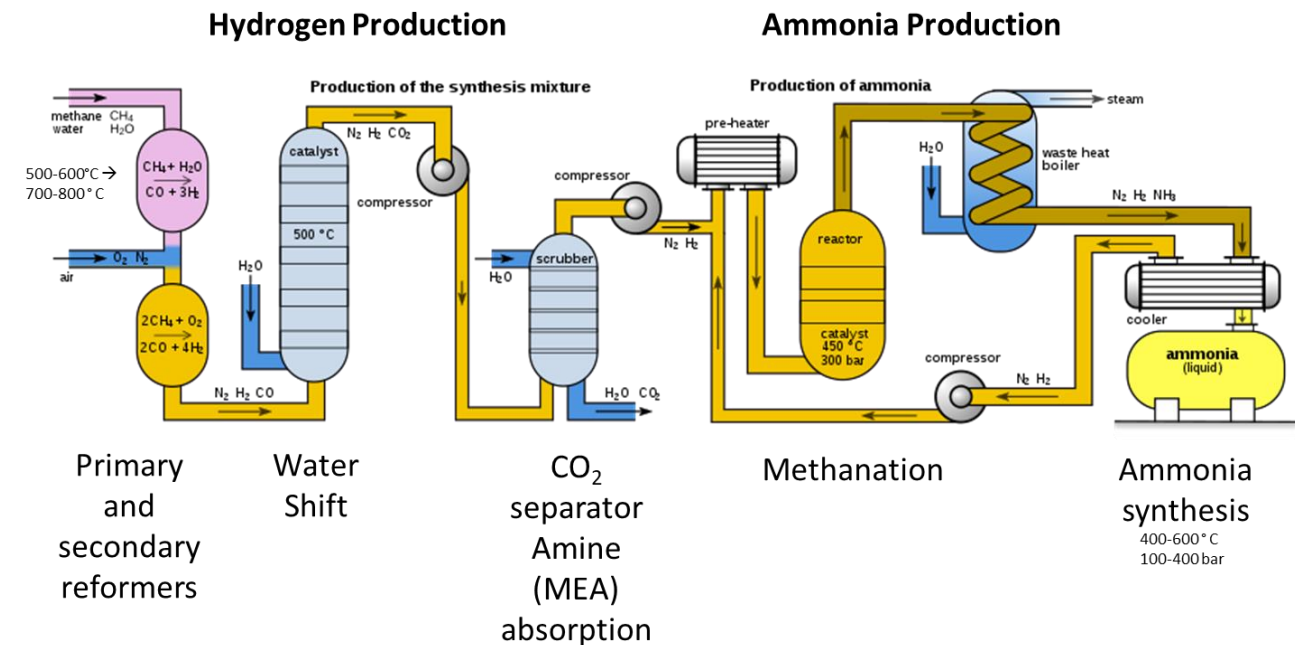 Hydrogen Production
Ammonia Production
Production of the synthesis mixture
Production of ammonia
methane CH₄
water H₂O
500-600°C →
700-800°C
CH₄ + H₂O
→
CO + 3H₂
O₂ N₂
air
2CH₄ + O₂
→
2CO + 4H₂
N₂ H₂ CO
H₂O
catalyst
500 °C
N₂ H₂ CO₂
compressor
H₂O
scrubber
H₂O CO₂
compressor
N₂ H₂
pre-heater
reactor
catalyst
450 °C
300 bar
H₂O
steam
waste heat
boiler
N₂ H₂ NH₃
cooler
ammonia
(liquid)
N₂ H₂
compressor
Primary
and
secondary
reformers
Water
Shift
CO₂
separator
Amine
(MEA)
absorption
Methanation
Ammonia
synthesis
400-600°C
100-400bar